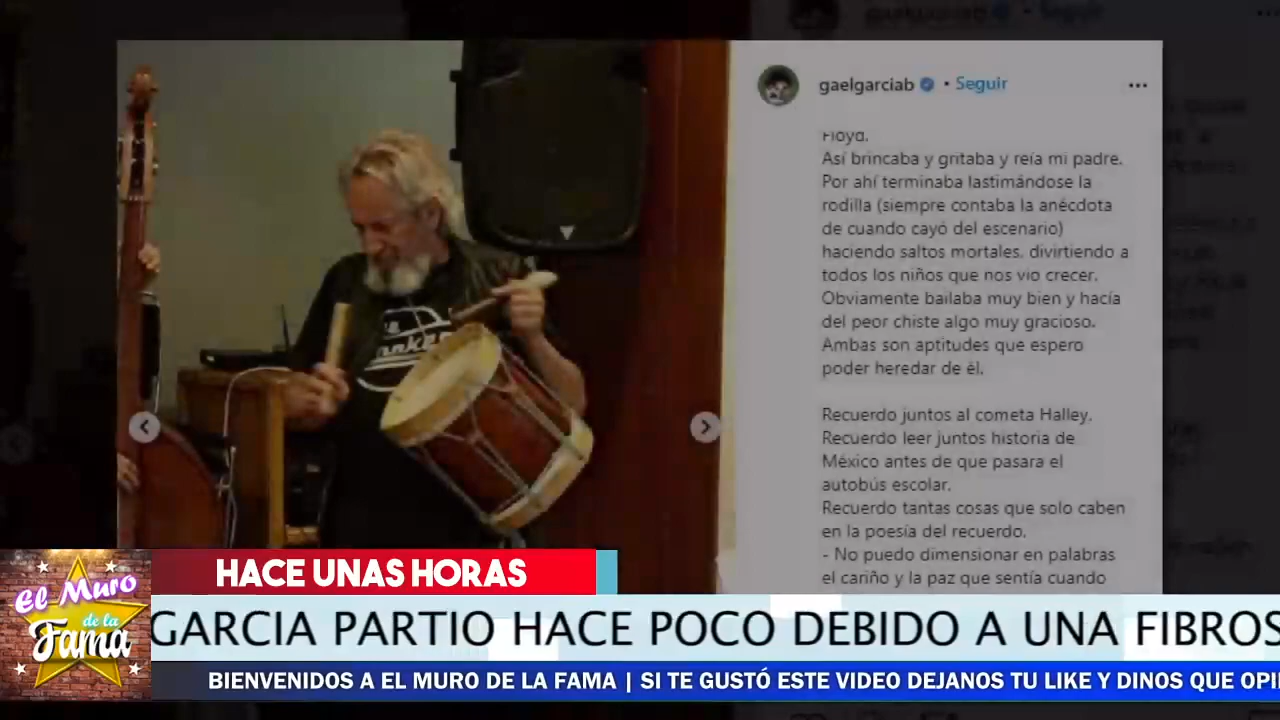 gaelgarciab • Seguir
Floyd.
Así brincaba y gritaba y reía mi padre.
Por ahí terminaba lastimándose la
rodilla (siempre contaba la anécdota
de cuando cayó del escenario)
haciendo saltos mortales, divirtiendo a
todos los niños que nos vio crecer.
Obviamente bailaba muy bien y hacía
del peor chiste algo muy gracioso.
Ambas son aptitudes que espero
poder heredar de él.
Recuerdo juntos al cometa Halley.
Recuerdo leer juntos historia de
México antes de que pasara el
autobús escolar.
Recuerdo tantas cosas que solo caben
en la poesía del recuerdo.
- No puedo dimensionar en palabras
el cariño y la paz que sentía cuando
HACE UNAS HORAS
El Muro
de la
Fama
GARCIA PARTIO HACE POCO DEBIDO A UNA FIBROS
BIENVENIDOS A EL MURO DE LA FAMA | SI TE GUSTÓ ESTE VIDEO DEJANOS TU LIKE Y DINOS QUE OPI